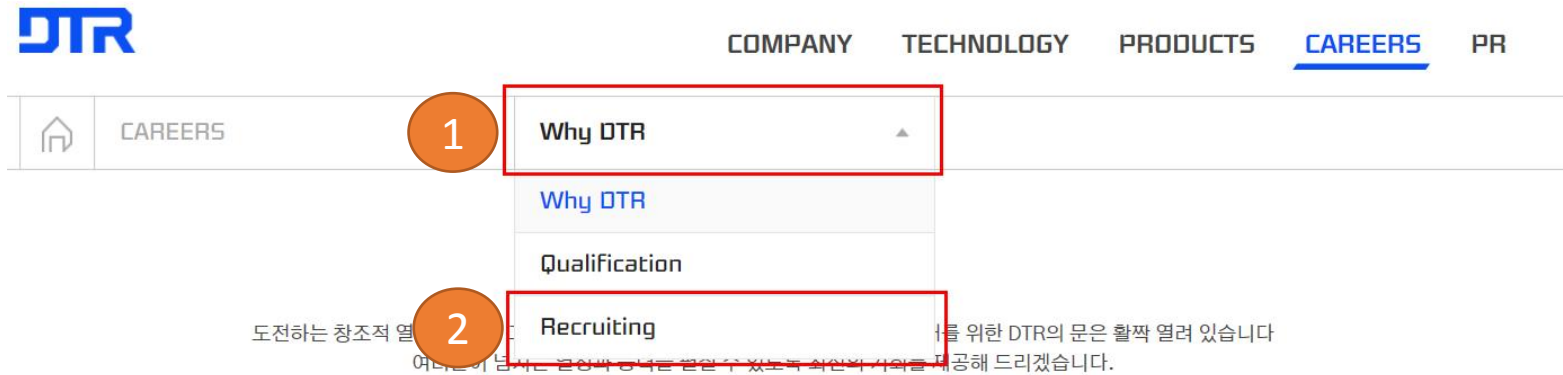 DTR
COMPANY TECHNOLOGY PRODUCTS CAREERS PR
CAREERS 1 Why DTR
Why DTR
Qualification
2 Recruiting
도전하는 창조적 를 위한 DTR의 문은 활짝 열려 있습니다
제공해 드리겠습니다.